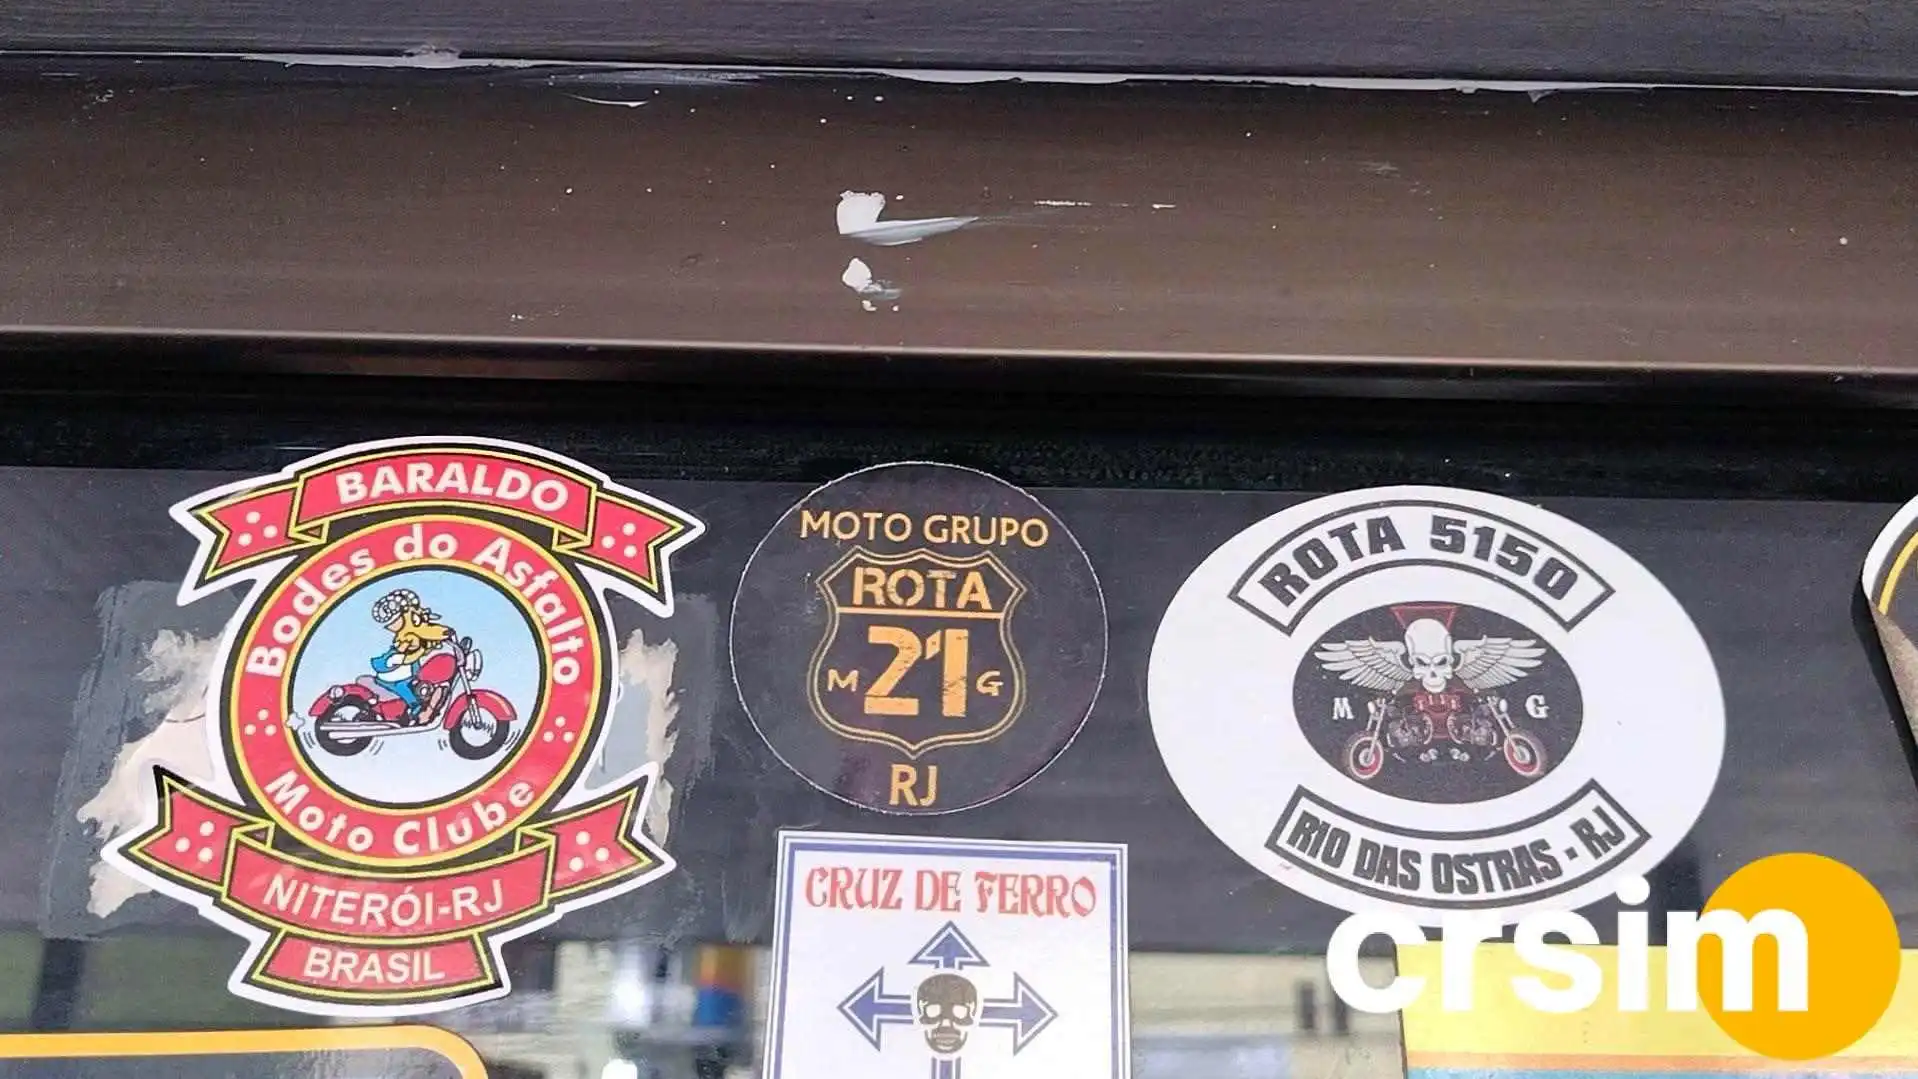 BARALDO
Bodes do Asfalto
Moto Clube
NITERÓI-RJ
BRASIL
MOTO GRUPO
ROTA
M 21 G
RJ
CRUZ DE FERRO
ROTA 5150
M G
RIO DAS OSTRAS - RJ
crsim